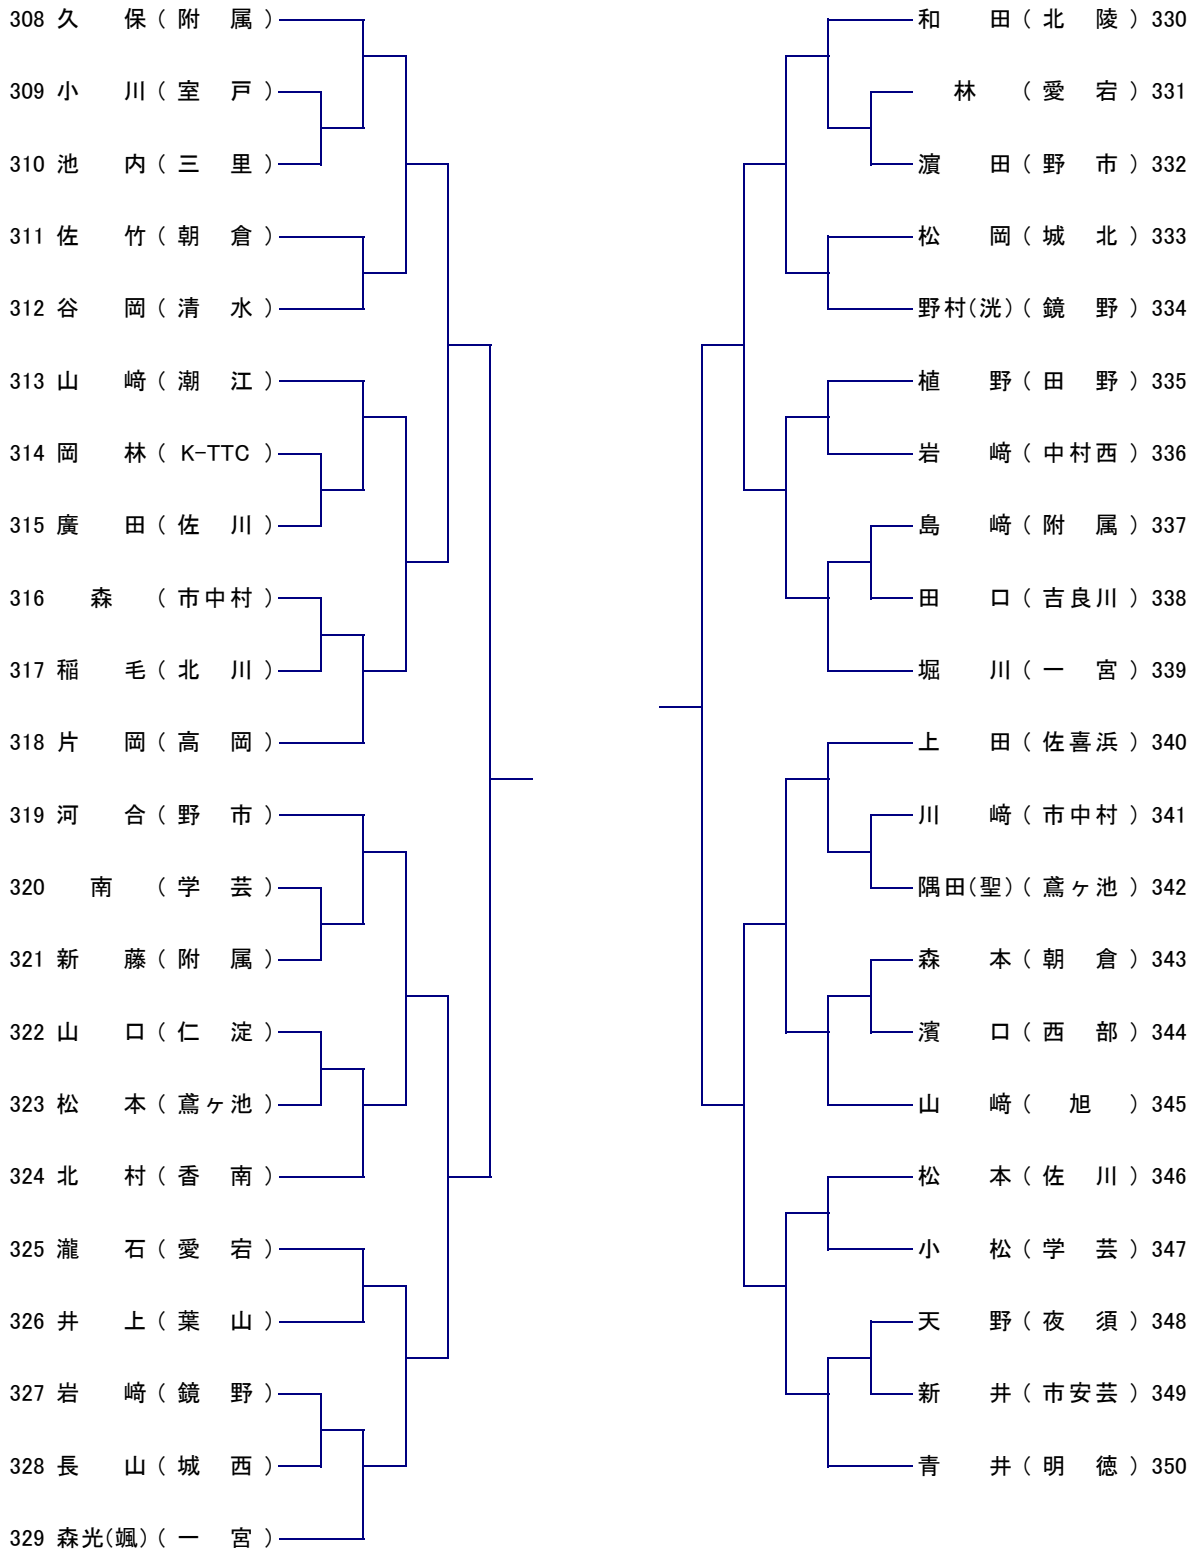 308 久保(附属)
309 小川(室戸)
310 池内(三里)
311 佐竹(朝倉)
312 谷岡(清水)
313 山﨑(潮江)
314 岡林(K-TTC)
315 廣田(佐川)
316 森(市中村)
317 稲毛(北川)
318 片岡(高岡)
319 河合(野市)
320 南(学芸)
321 新藤(附属)
322 山口(仁淀)
323 松本(鳶ヶ池)
324 北村(香南)
325 瀧石(愛宕)
326 井上(葉山)
327 岩﨑(鏡野)
328 長山(城西)
329 森光(颯)(一宮)
和田(北陵)330
林(愛宕)331
濵田(野市)332
松岡(城北)333
野村(洸)(鏡野)334
植野(田野)335
岩﨑(中村西)336
島﨑(附属)337
田口(吉良川)338
堀川(一宮)339
上田(佐喜浜)340
川﨑(市中村)341
隅田(聖)(鳶ヶ池)342
森本(朝倉)343
濱口(西部)344
山﨑(旭)345
松本(佐川)346
小松(学芸)347
天野(夜須)348
新井(市安芸)349
青井(明徳)350